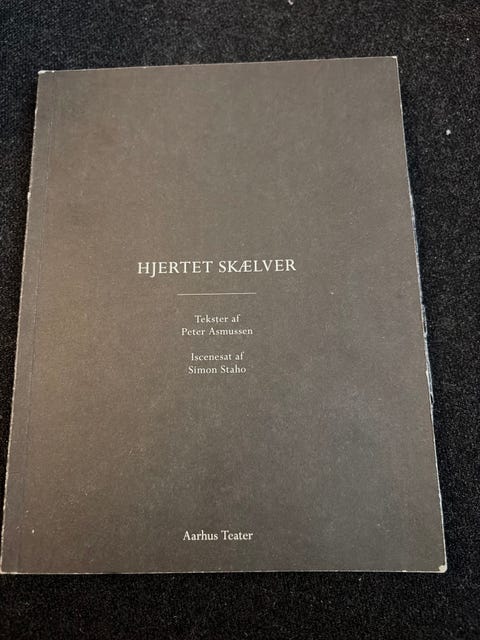 HJERTET SKÆLVER
Tekster af
Peter Asmussen
Iscenesat af
Simon Staho
Aarhus Teater